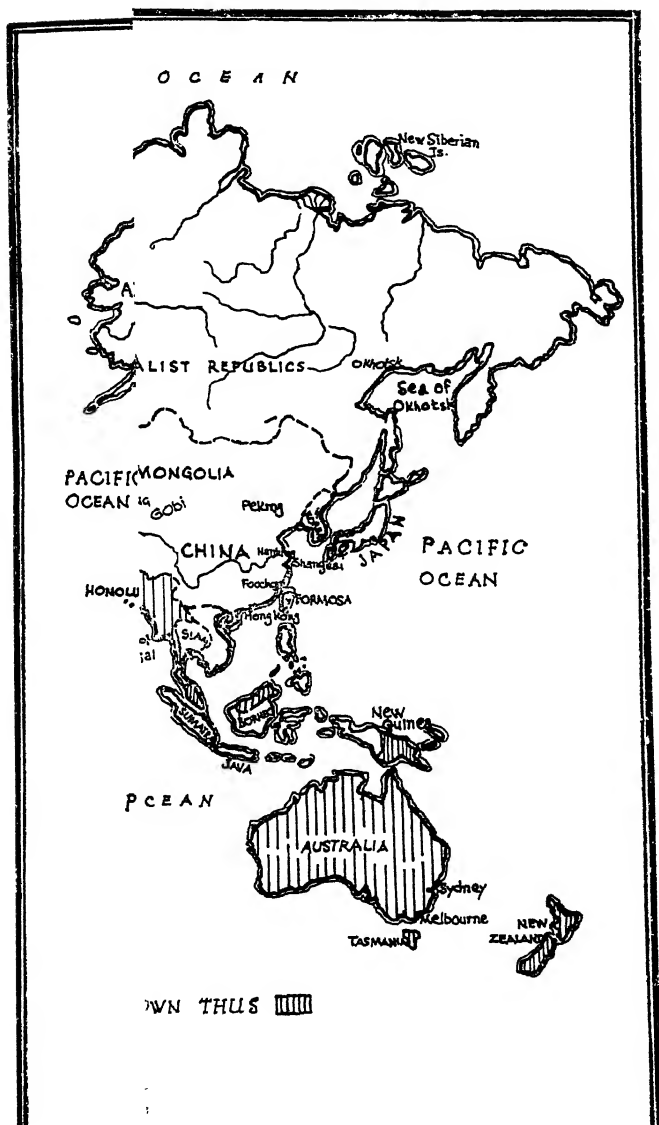 OCEAN
New Siberian
Is.
A
ALIST REPUBLICS
Okhotsk
Sea of
Okhotsk
PACIFIC
OCEAN
MONGOLIA
Gobi
Peking
CHINA
Shanghai
JAPAN
PACIFIC
OCEAN
HONOLU
Foochow
FORMOSA
Hong Kong
SIAM
ial
SUMATRA
BORNEO
JAVA
New
Guinea
OCEAN
AUSTRALIA
Sydney
Melbourne
TASMANIA
NEW
ZEALAND
WN THUS